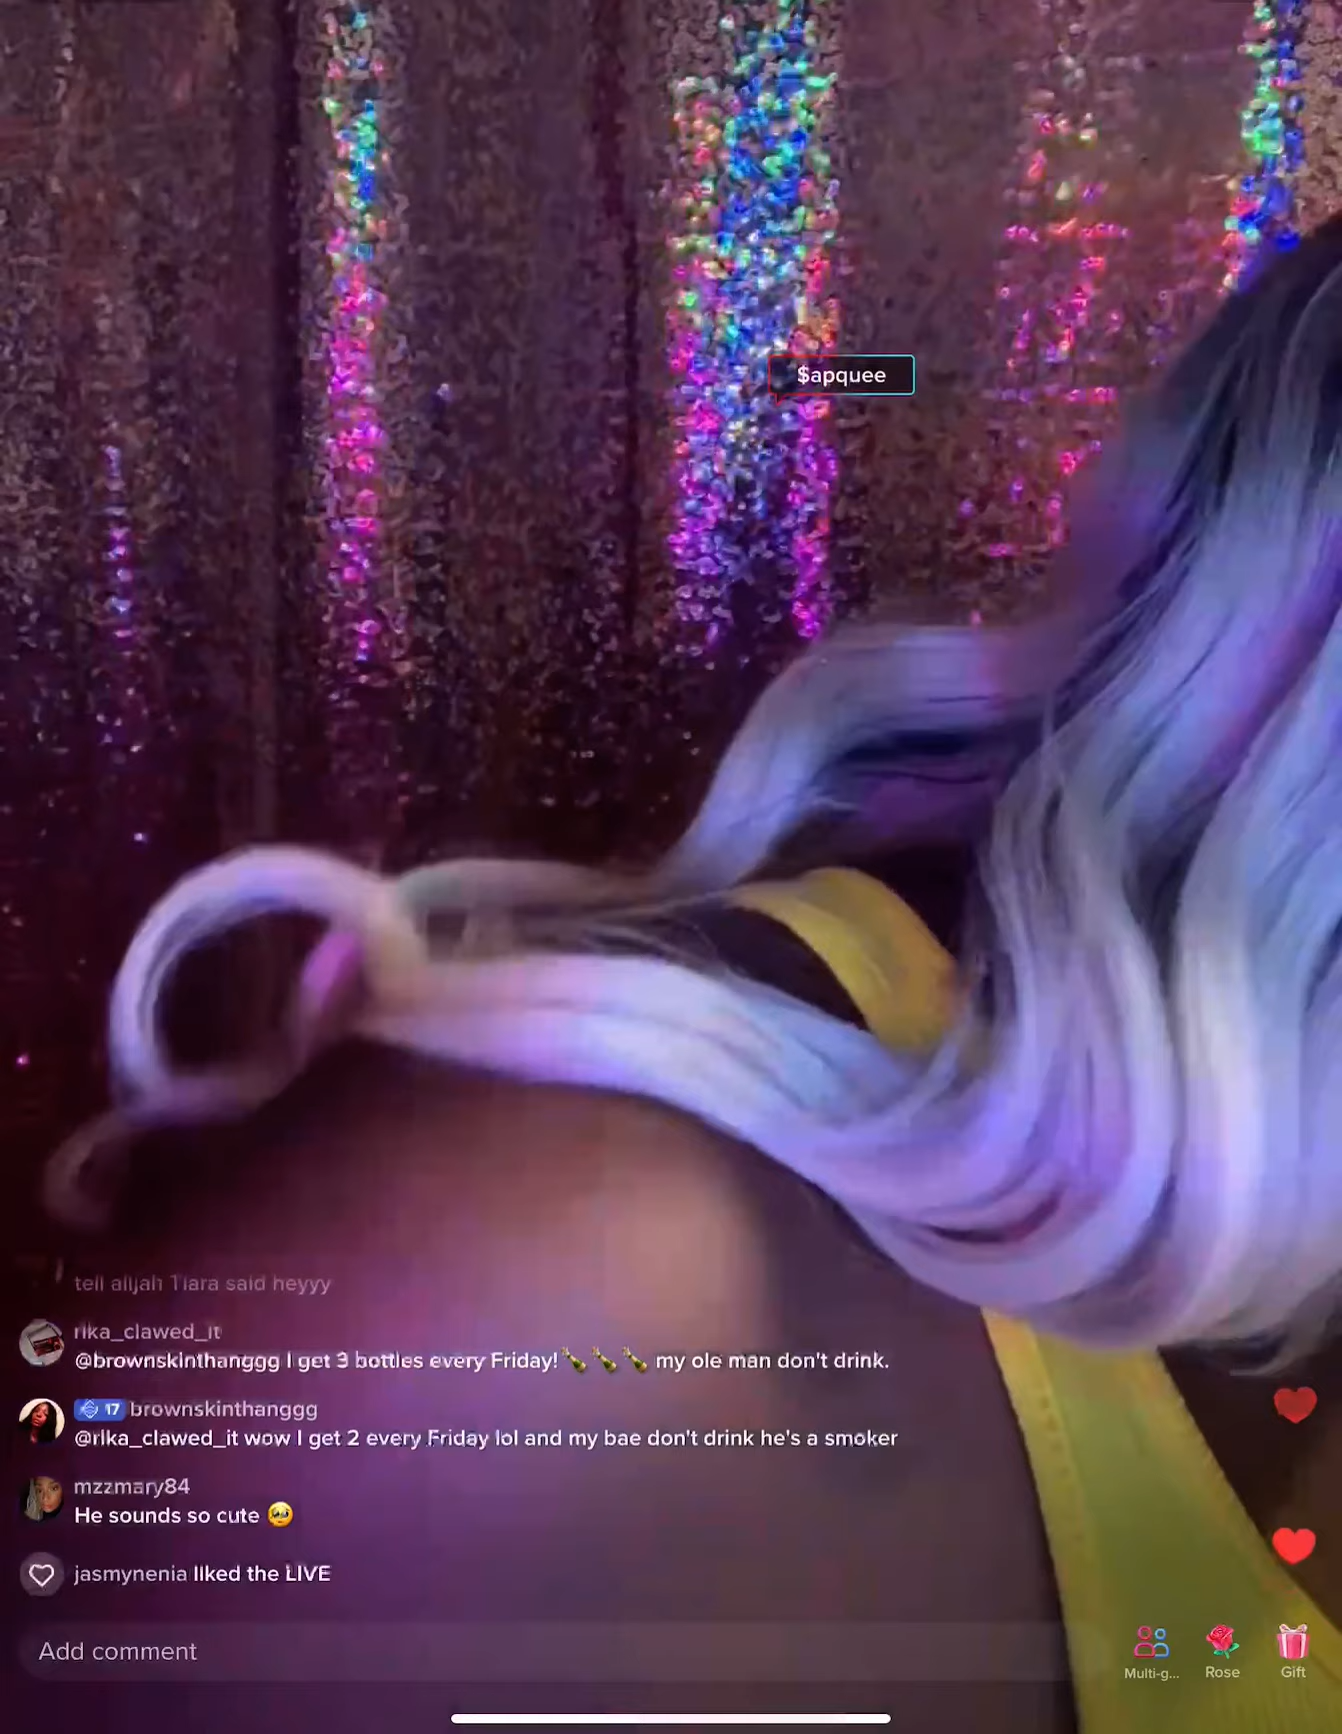 $apquee
tell alijah Tiara said heyyy
rika_clawed_it
@brownskinthanggg I get 3 bottles every Friday!🍾🍾🍾 my ole man don't drink.
17 brownskinthanggg
@rika_clawed_it wow I get 2 every Friday lol and my bae don't drink he's a smoker
mzzmary84
He sounds so cute 🥹
jasmynenia liked the LIVE
Add comment
Multi-g...
Rose
Gift